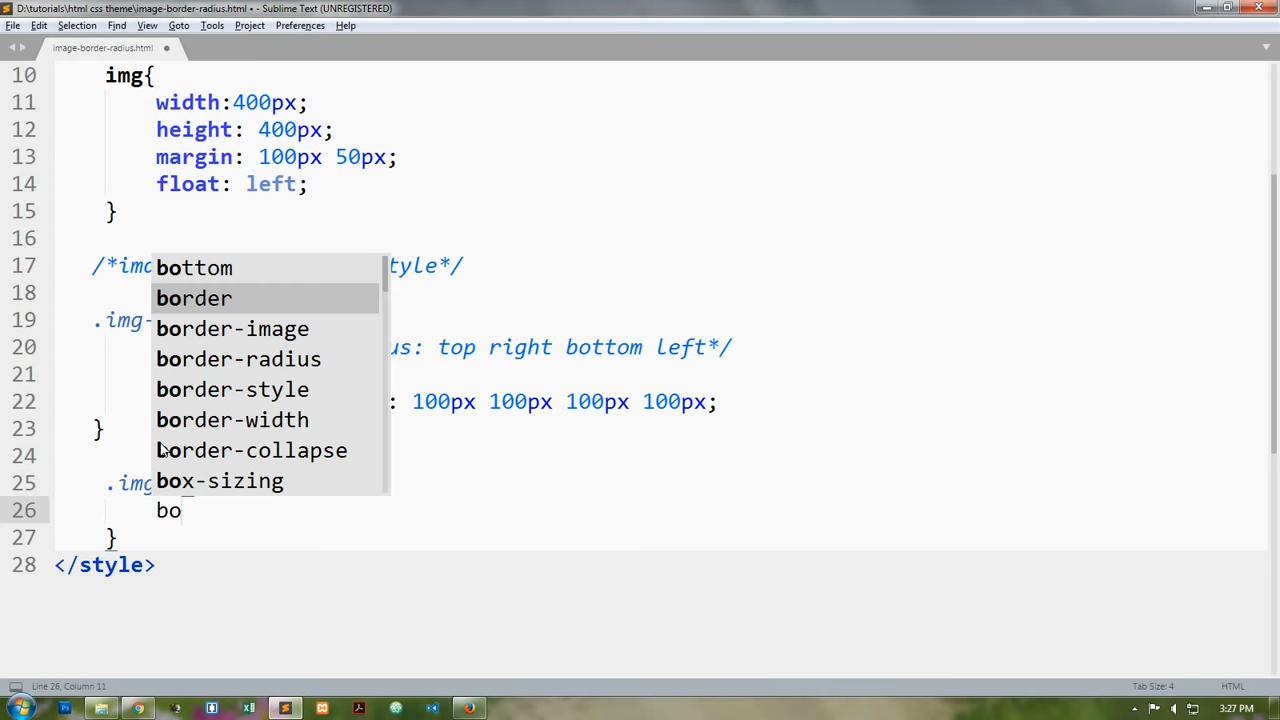 D:\tutorials\html css theme\image-border-radius.html • - Sublime Text (UNREGISTERED)
File Edit Selection Find View Goto Tools Project Preferences Help
image-border-radius.html
10 img{
11 width:400px;
12 height: 400px;
13 margin: 100px 50px;
14 float: left;
15 }
16
17 /*ima tyle*/
18
19 .img-
20 us: top right bottom left*/
21
22 : 100px 100px 100px 100px;
23 }
24
25 .img
26 bo
27 }
28 </style>
bottom
border
border-image
border-radius
border-style
border-width
border-collapse
box-sizing
Line 26, Column 11 Tab Size: 4 HTML
3:27 PM